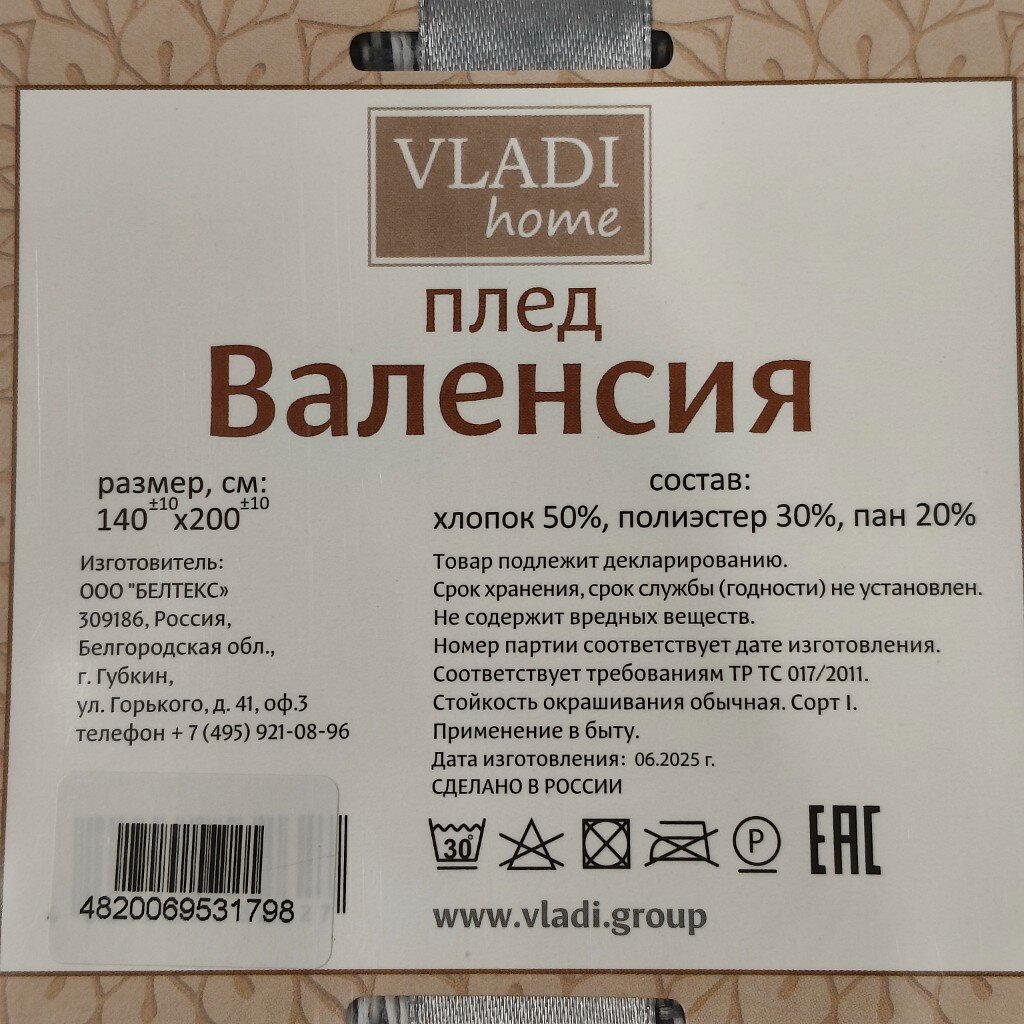 VLADI
home
плед
Валенсия
размер, см:
140±10х200±10
состав:
хлопок 50%, полиэстер 30%, пан 20%
Изготовитель:
ООО "БЕЛТЕКС»
309186, Россия,
Белгородская обл.,
г. Губкин,
ул. Горького, д. 41, оф.3
телефон + 7 (495) 921-08-96
Товар подлежит декларированию.
Срок хранения, срок службы (годности) не установлен.
Не содержит вредных веществ.
Номер партии соответствует дате изготовления.
Соответствует требованиям ТР ТС 017/2011.
Стойкость окрашивания обычная. Сорт I.
Применение в быту.
Дата изготовления: 06.2025 г.
СДЕЛАНО В РОССИИ
30° P EAC
www.vladi.group
4820069531798